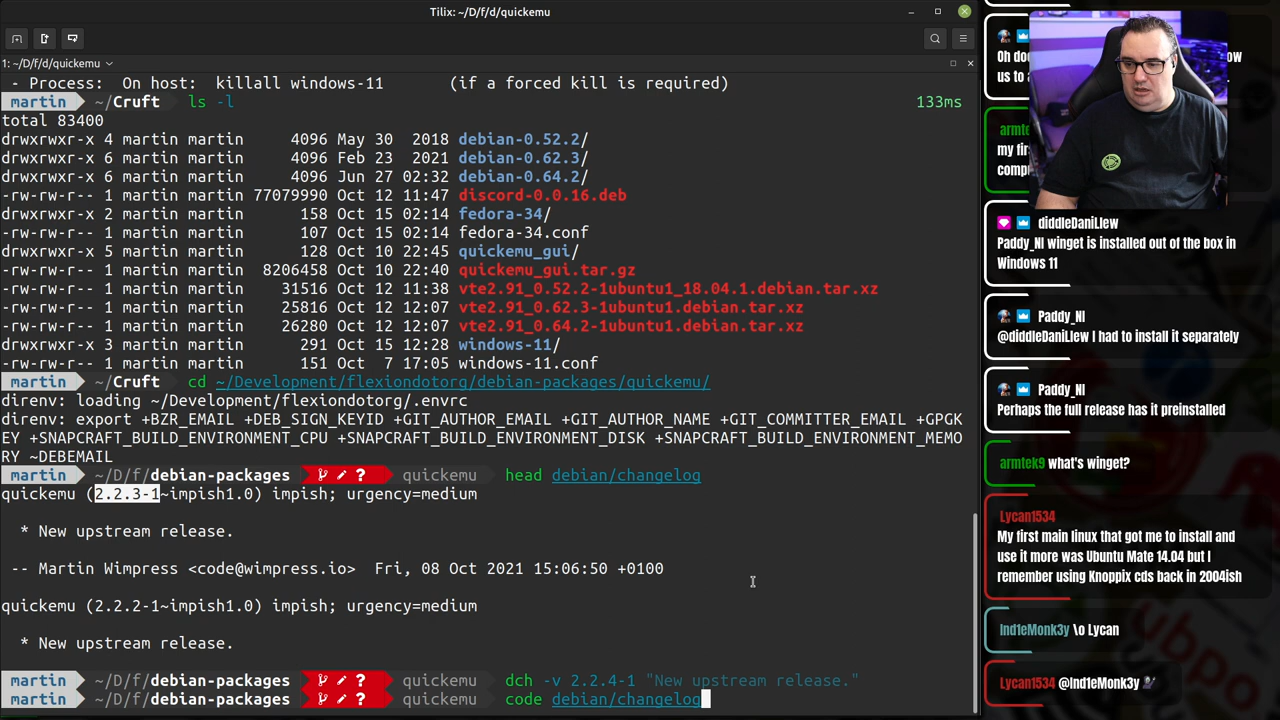 Tilix: ~/D/f/d/quickemu
1: ~/D/f/d/quickemu
- Process:  On host:  killall windows-11       (if a forced kill is required)
martin  ~/Cruft  ls -l  133ms
total 83400
drwxrwxr-x 4 martin martin     4096 May 30  2018 debian-0.52.2/
drwxrwxr-x 6 martin martin     4096 Feb 23  2021 debian-0.62.3/
drwxrwxr-x 6 martin martin     4096 Jun 27 02:32 debian-0.64.2/
-rw-rw-r-- 1 martin martin 77079990 Oct 12 11:47 discord-0.0.16.deb
drwxrwxr-x 2 martin martin      158 Oct 15 02:14 fedora-34/
-rw-rw-r-- 1 martin martin      107 Oct 15 02:14 fedora-34.conf
drwxrwxr-x 5 martin martin      128 Oct 10 22:45 quickemu_gui/
-rw-rw-r-- 1 martin martin  8206458 Oct 10 22:40 quickemu_gui.tar.gz
-rw-rw-r-- 1 martin martin    31516 Oct 12 11:38 vte2.91_0.52.2-1ubuntu1_18.04.1.debian.tar.xz
-rw-rw-r-- 1 martin martin    25816 Oct 12 12:07 vte2.91_0.62.3-1ubuntu1.debian.tar.xz
-rw-rw-r-- 1 martin martin    26280 Oct 12 12:07 vte2.91_0.64.2-1ubuntu1.debian.tar.xz
drwxrwxr-x 3 martin martin      291 Oct 15 12:28 windows-11/
-rw-rw-r-- 1 martin martin      151 Oct  7 17:05 windows-11.conf
martin  ~/Cruft  cd ~/Development/flexiondotorg/debian-packages/quickemu/
direnv: loading ~/Development/flexiondotorg/.envrc
direnv: export +BZR_EMAIL +DEB_SIGN_KEYID +GIT_AUTHOR_EMAIL +GIT_AUTHOR_NAME +GIT_COMMITTER_EMAIL +GPGK
EY +SNAPCRAFT_BUILD_ENVIRONMENT_CPU +SNAPCRAFT_BUILD_ENVIRONMENT_DISK +SNAPCRAFT_BUILD_ENVIRONMENT_MEMO
RY ~DEBEMAIL
martin  ~/D/f/debian-packages  ?  quickemu  head debian/changelog
quickemu (2.2.3-1~impish1.0) impish; urgency=medium
* New upstream release.
-- Martin Wimpress <code@wimpress.io>  Fri, 08 Oct 2021 15:06:50 +0100
quickemu (2.2.2-1~impish1.0) impish; urgency=medium
* New upstream release.
martin  ~/D/f/debian-packages  ?  quickemu  dch -v 2.2.4-1 "New upstream release."
martin  ~/D/f/debian-packages  ?  quickemu  code debian/changelog
Oh
us to a
my
diddleDaniLlew
Paddy_NI winget is installed out of the box in
Windows 11
Paddy_NI
@diddleDaniLlew I had to install it separately
Paddy_NI
Perhaps the full release has it preinstalled
armtek9 what's winget?
Lycan1534
My first main linux that got me to install and
use it more was Ubuntu Mate 14.04 but I
remember using Knoppix cds back in 2004ish
Ind1eMonk3y \o Lycan
Lycan1534 @Ind1eMonk3y